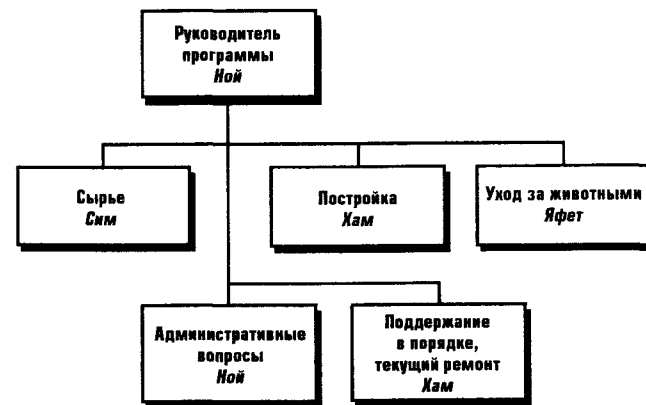 Руководитель
программы
Ной
Сырье
Сим
Постройка
Хам
Уход за животными
Яфет
Административные
вопросы
Ной
Поддержание
в порядке,
текущий ремонт
Хам